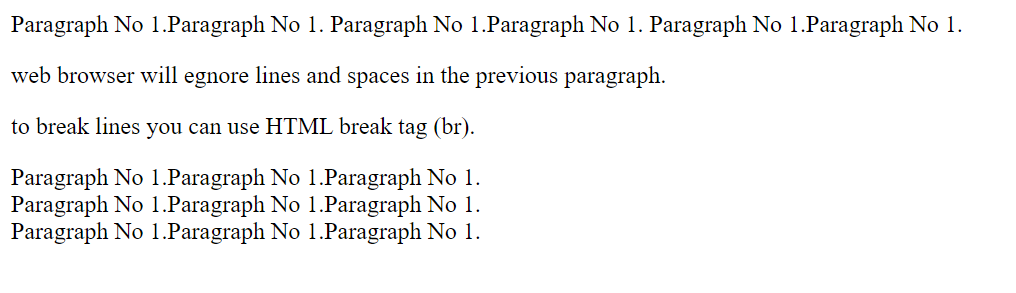 Paragraph No 1.Paragraph No 1. Paragraph No 1.Paragraph No 1. Paragraph No 1.Paragraph No 1.
web browser will egnore lines and spaces in the previous paragraph.
to break lines you can use HTML break tag (br).
Paragraph No 1.Paragraph No 1.Paragraph No 1.
Paragraph No 1.Paragraph No 1.Paragraph No 1.
Paragraph No 1.Paragraph No 1.Paragraph No 1.